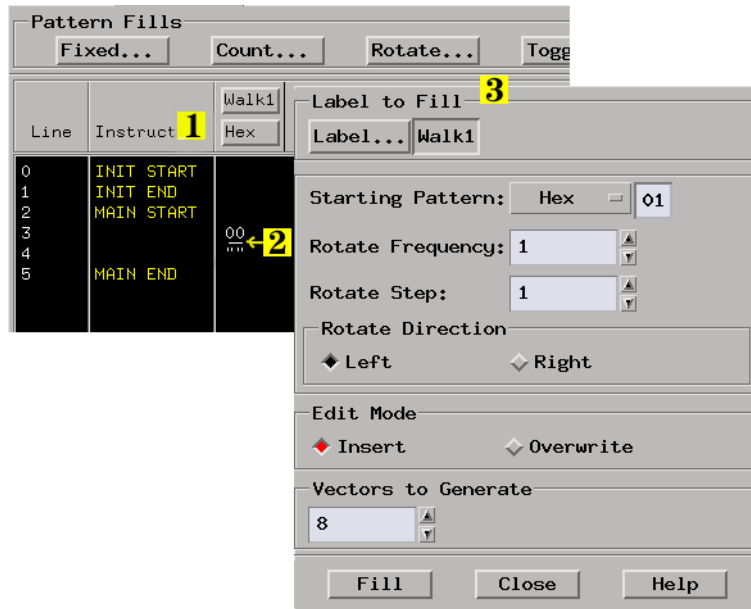 Pattern Fills
Fixed... Count... Rotate... Togg
Line Instruct 1 Walk1
Hex
0 INIT START
1 INIT END
2 MAIN START
3 00
4 "" 2
5 MAIN END
3
Label to Fill
Label... Walk1
Starting Pattern: Hex 01
Rotate Frequency: 1
Rotate Step: 1
Rotate Direction
Left Right
Edit Mode
Insert Overwrite
Vectors to Generate
8
Fill Close Help